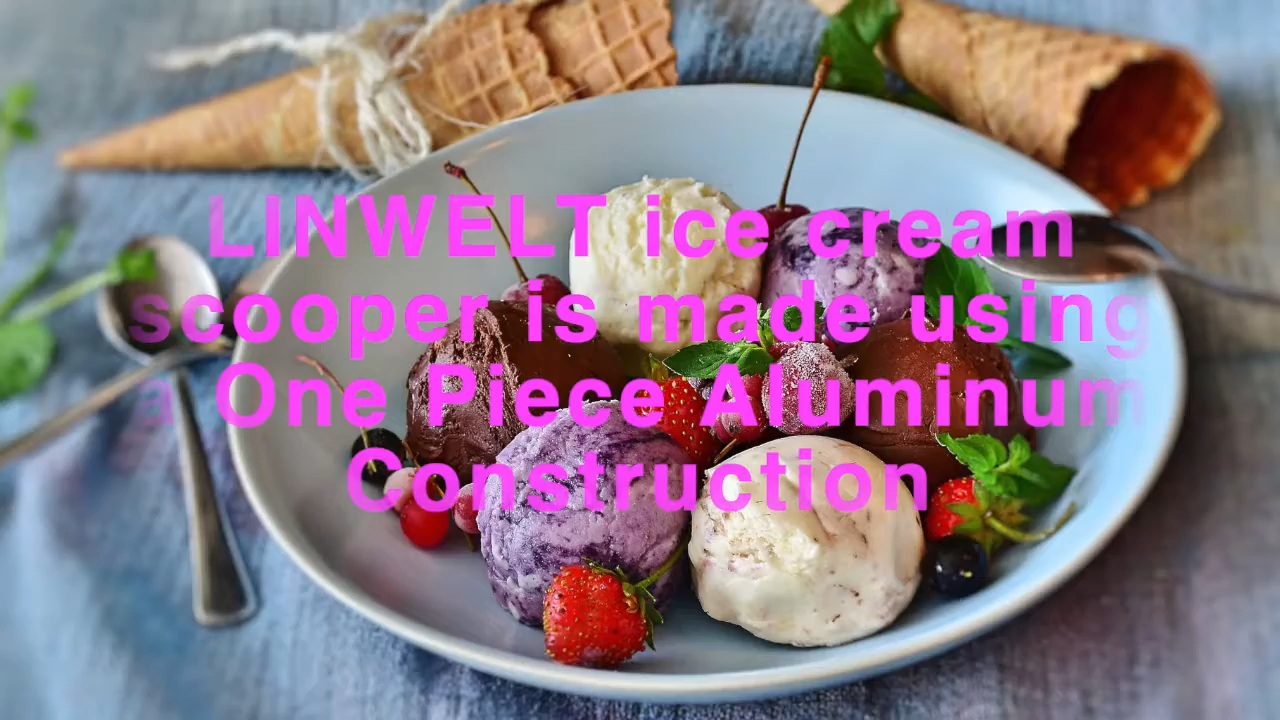 LINWELT ice cream
scooper is made using
a One Piece Aluminum
Construction